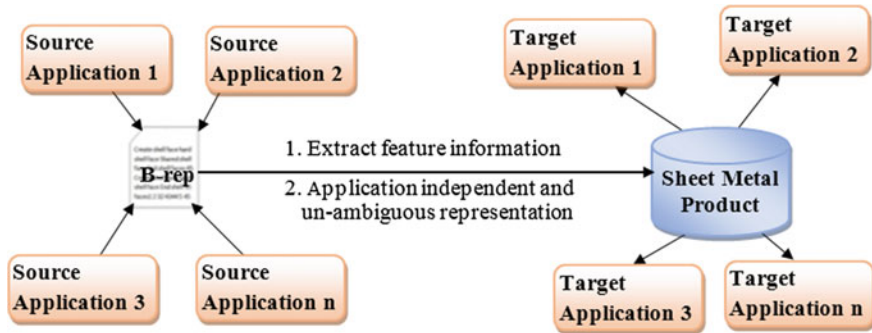 Source
Application 1
Source
Application 2
Target
Application 1
Target
Application 2
B-rep
1. Extract feature information
2. Application independent and
un-ambiguous representation
Sheet Metal
Product
Source
Application 3
Source
Application n
Target
Application 3
Target
Application n